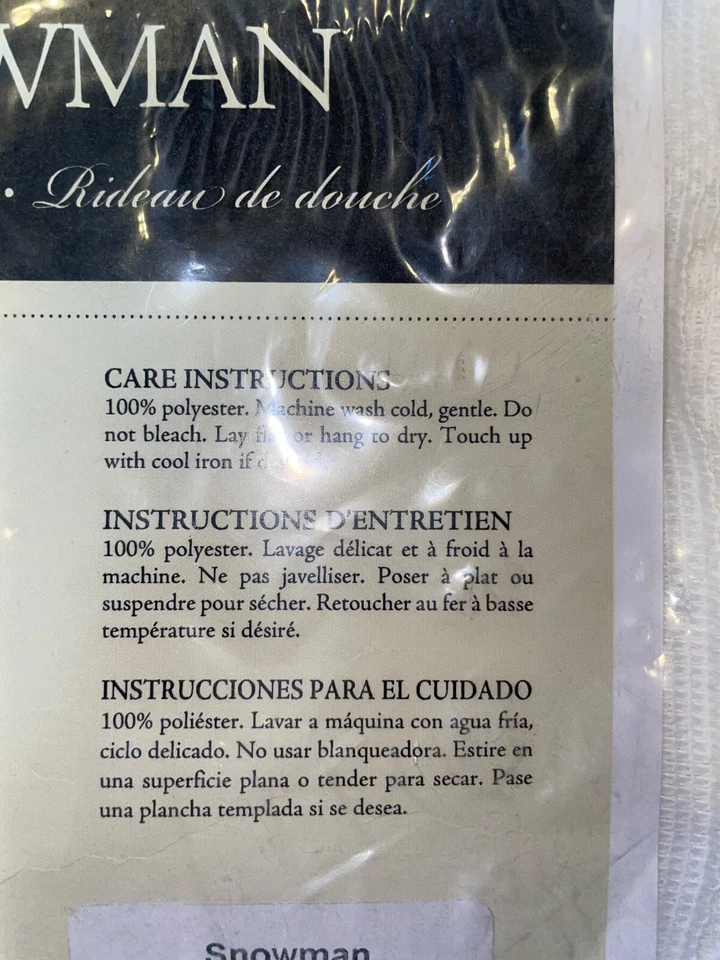 WMAN
• Rideau de douche
CARE INSTRUCTIONS
100% polyester. Machine wash cold, gentle. Do
not bleach. Lay or hang to dry. Touch up
with cool iron if
INSTRUCTIONS D'ENTRETIEN
100% polyester. Lavage délicat et à froid à la
machine. Ne pas javelliser. Poser à plat ou
suspendre pour sécher. Retoucher au fer à basse
température si désiré.
INSTRUCCIONES PARA EL CUIDADO
100% poliéster. Lavar a máquina con agua fría,
ciclo delicado. No usar blanqueadora. Estire en
una superficie plana o tender para secar. Pase
una plancha templada si se desea.
Snowman